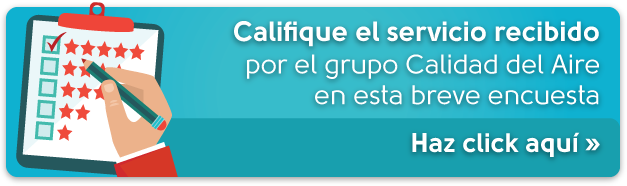 Califique el servicio recibido
por el grupo Calidad del Aire
en esta breve encuesta
Haz click aquí »